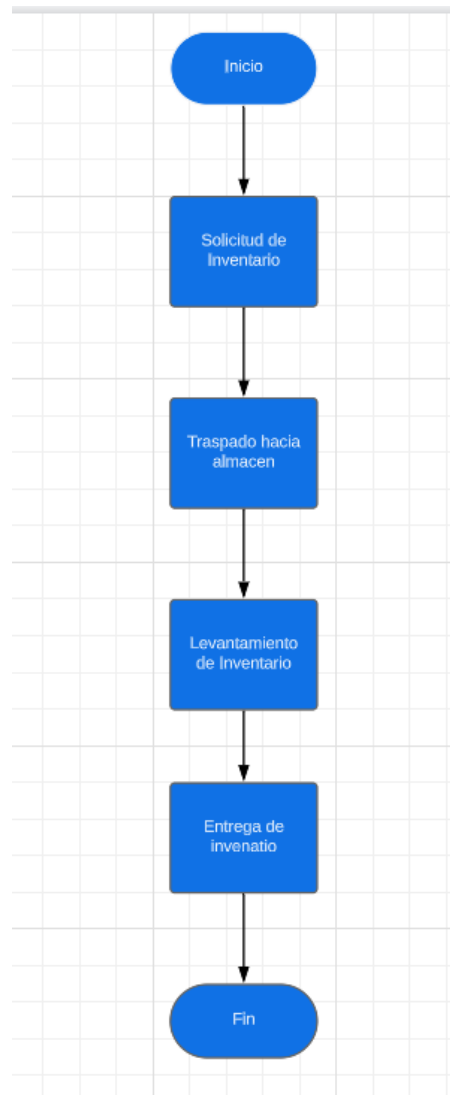 Inicio
Solicitud de
Inventario
Traspado hacia
almacen
Levantamiento
de Inventario
Entrega de
invenatio
Fin